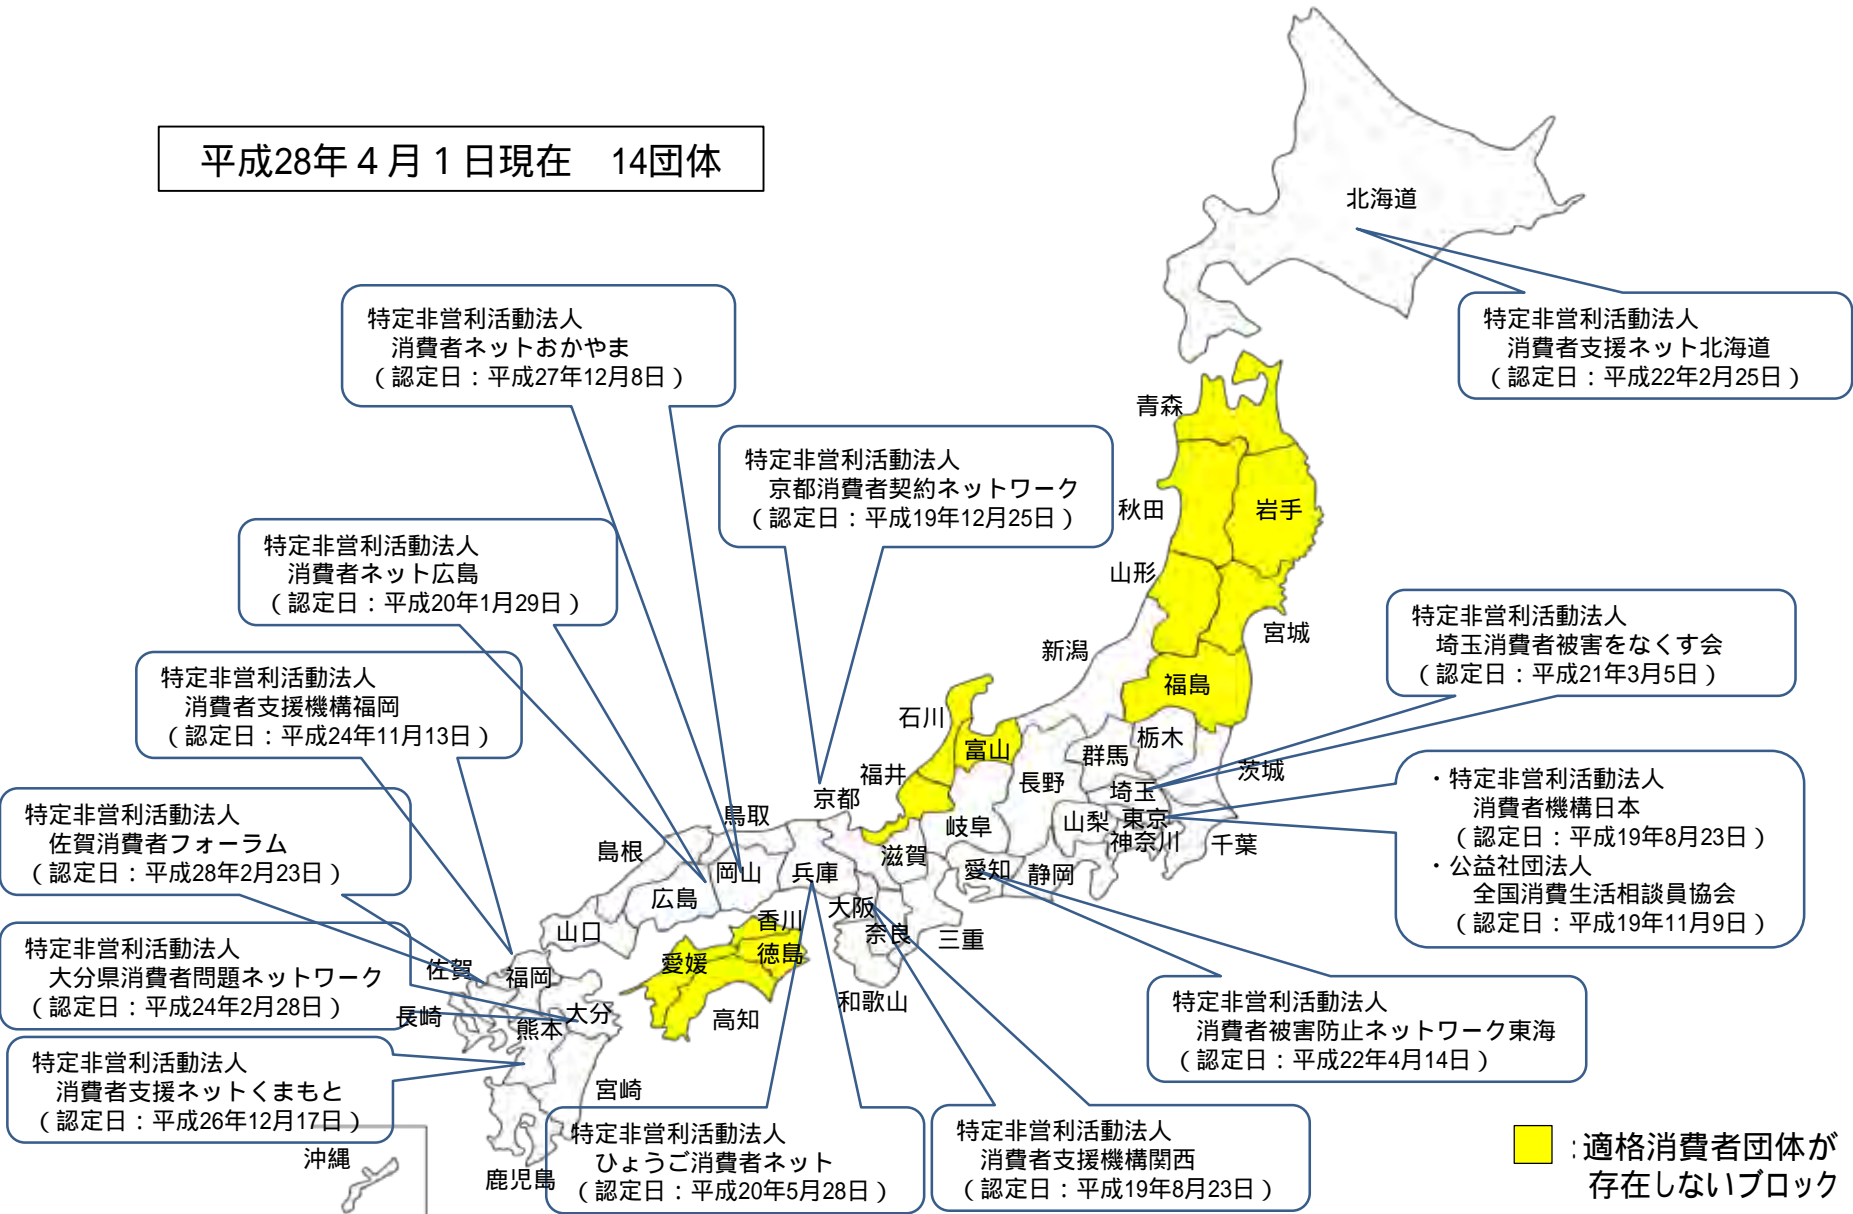 平成28年４月１日現在　14団体
北海道
特定非営利活動法人
消費者支援ネット北海道
（認定日：平成22年2月25日）
特定非営利活動法人
消費者ネットおかやま
（認定日：平成27年12月8日）
青森
特定非営利活動法人
京都消費者契約ネットワーク
（認定日：平成19年12月25日）
秋田
岩手
特定非営利活動法人
消費者ネット広島
（認定日：平成20年1月29日）
山形
宮城
特定非営利活動法人
埼玉消費者被害をなくす会
（認定日：平成21年3月5日）
新潟
福島
特定非営利活動法人
消費者支援機構福岡
（認定日：平成24年11月13日）
石川
富山
群馬
栃木
福井
長野
茨城
埼玉
・特定非営利活動法人
消費者機構日本
（認定日：平成19年8月23日）
・公益社団法人
全国消費生活相談員協会
（認定日：平成19年11月9日）
特定非営利活動法人
佐賀消費者フォーラム
（認定日：平成28年2月23日）
鳥取
京都
岐阜
山梨
東京
神奈川
千葉
島根
滋賀
岡山
兵庫
愛知
静岡
広島
大阪
香川
山口
奈良
三重
徳島
愛媛
特定非営利活動法人
大分県消費者問題ネットワーク
（認定日：平成24年2月28日）
佐賀
福岡
和歌山
長崎
大分
熊本
高知
特定非営利活動法人
消費者被害防止ネットワーク東海
（認定日：平成22年4月14日）
特定非営利活動法人
消費者支援ネットくまもと
（認定日：平成26年12月17日）
宮崎
沖縄
鹿児島
特定非営利活動法人
ひょうご消費者ネット
（認定日：平成20年5月28日）
特定非営利活動法人
消費者支援機構関西
（認定日：平成19年8月23日）
：適格消費者団体が
存在しないブロック